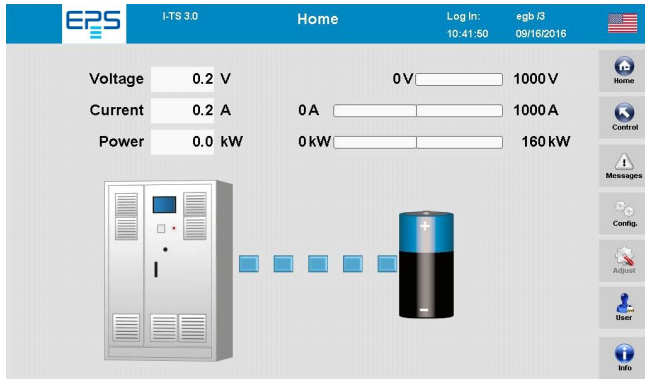 EPS
I-TS 3.0
Home
Log In: egb /3
10:41:50 09/16/2016
Voltage 0.2 V 0 V 1000 V
Current 0.2 A 0 A 1000 A
Power 0.0 kW 0 kW 160 kW
Home
Control
Messages
Config.
Adjust
User
Info
+
-